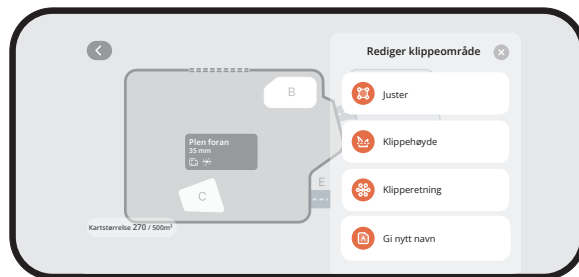 Rediger klippeområde
B
Juster
Plen foran
35 mm
Klippehøyde
Klipperetning
E
C
Kartstørrelse 270 / 500m²
A
Gi nytt navn